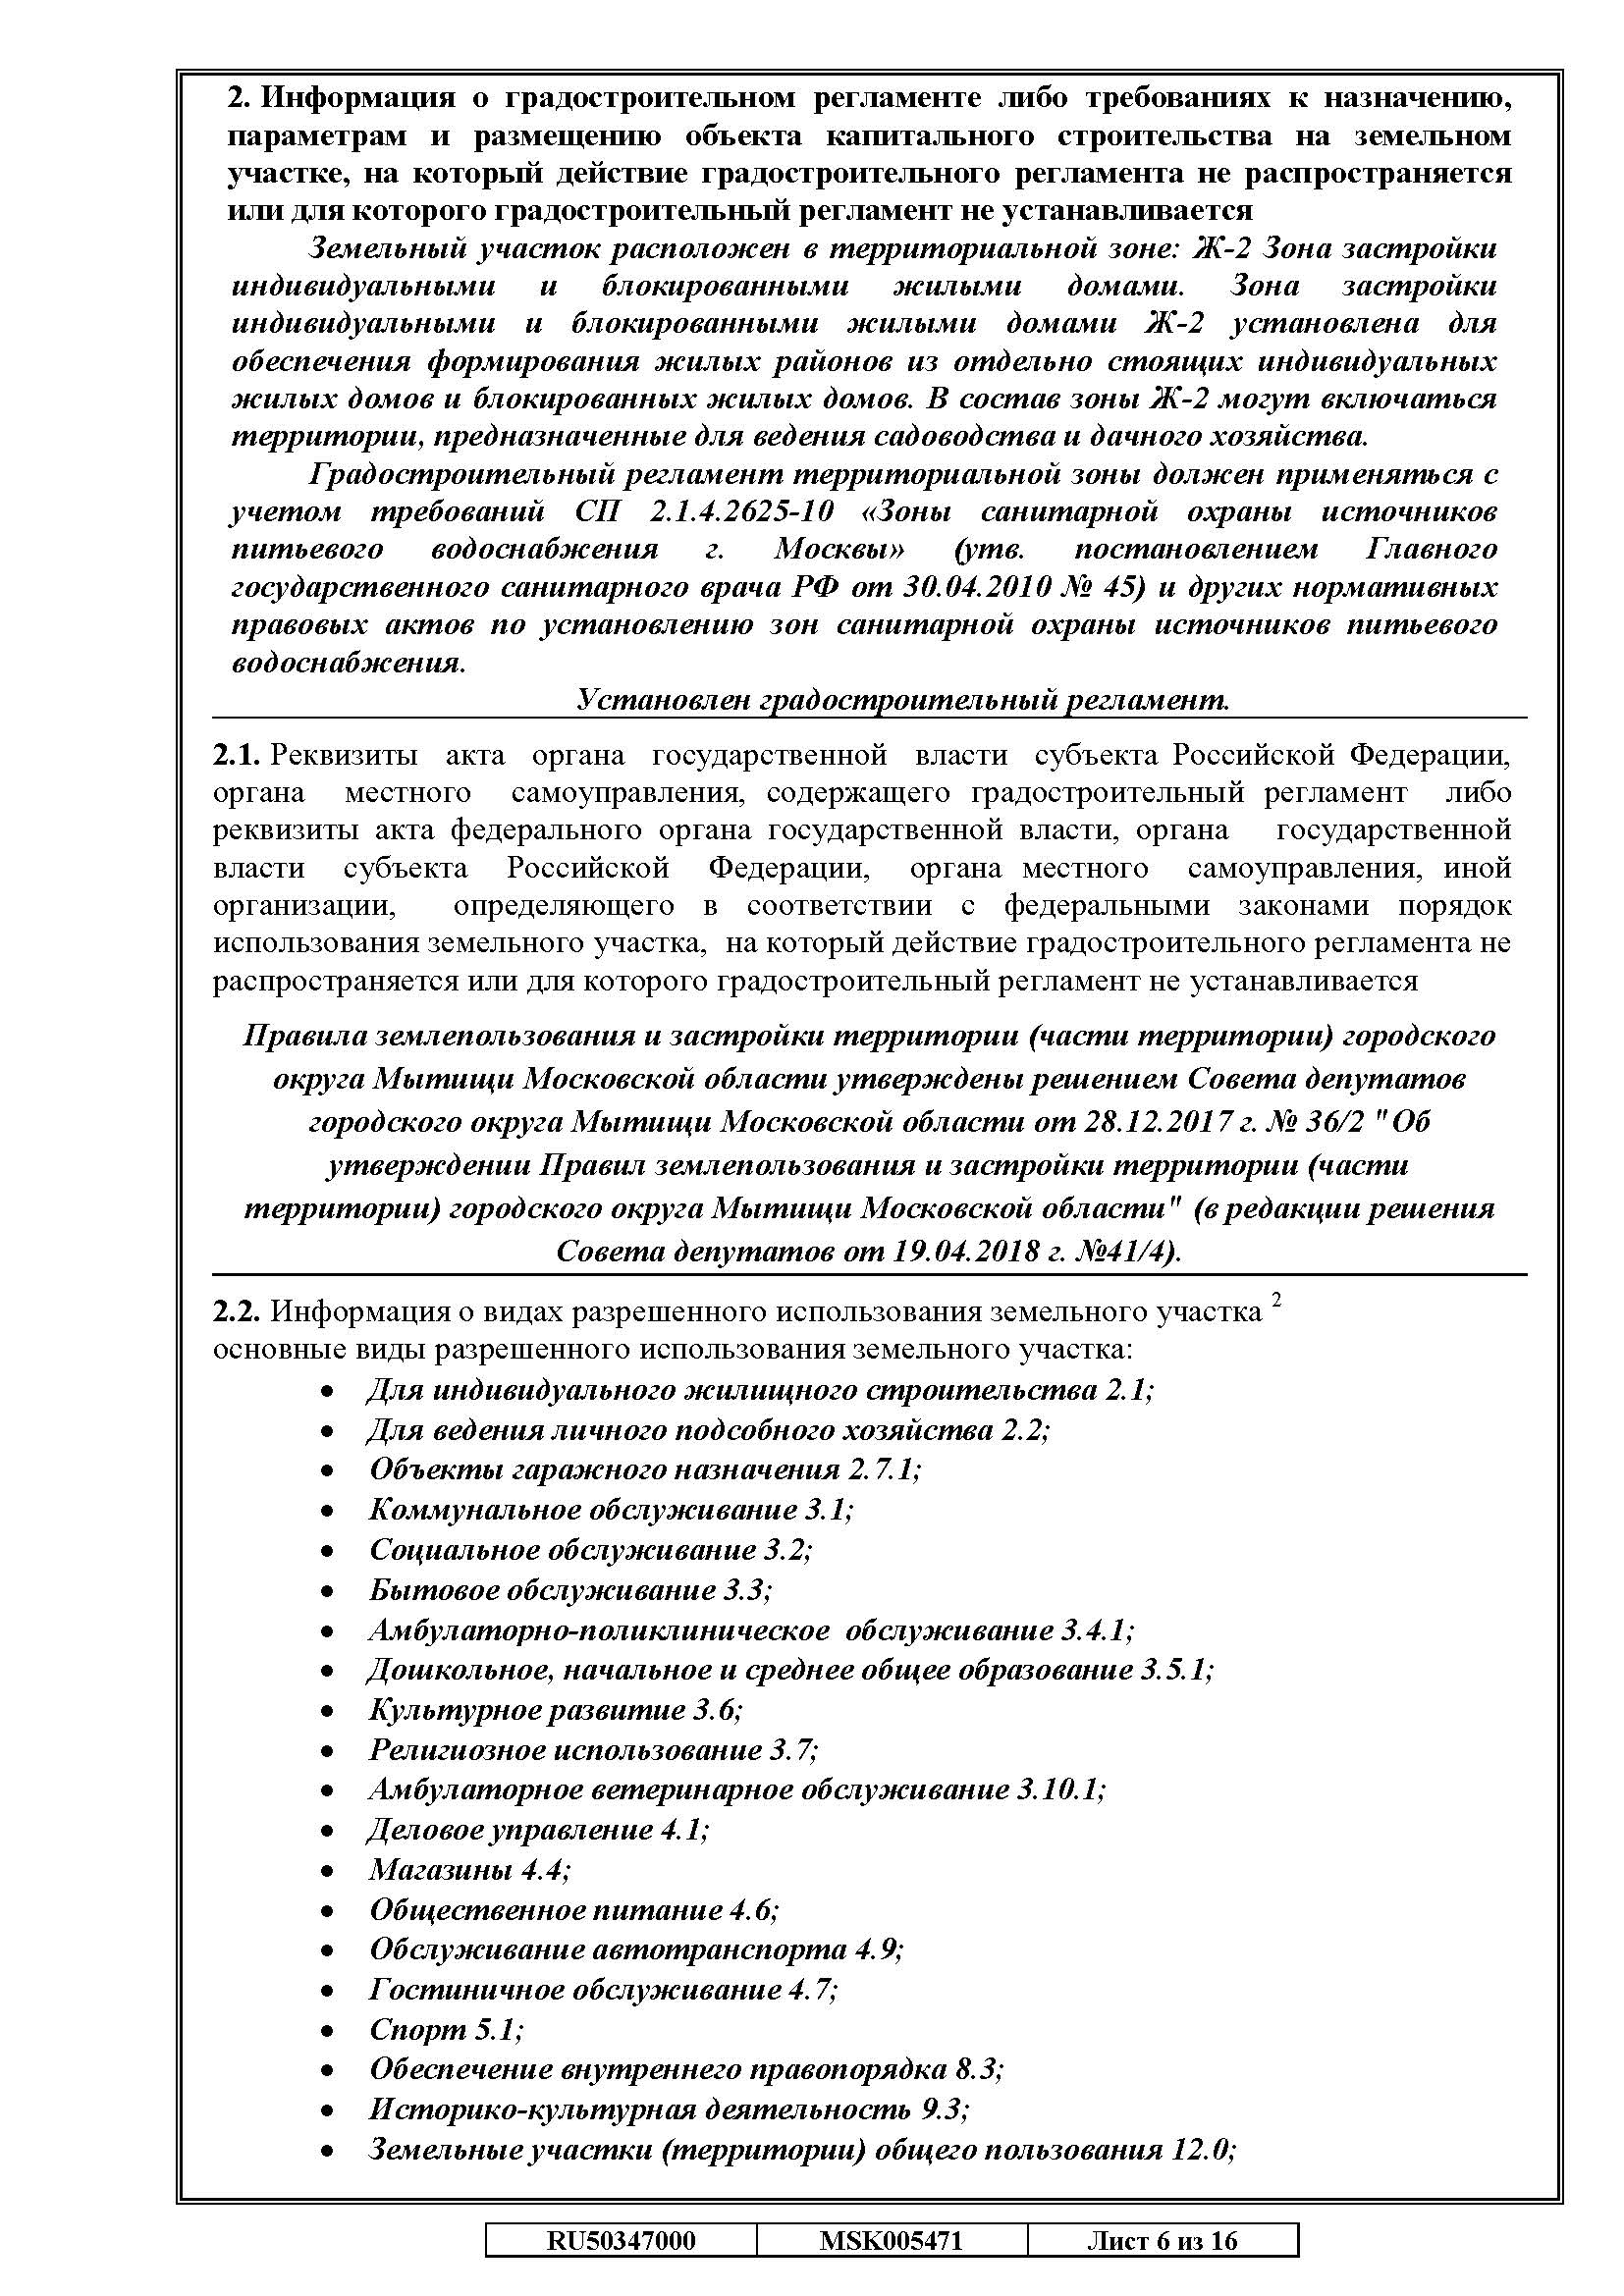 2. Информация о градостроительном регламенте либо требованиях к назначению,
параметрам и размещению объекта капитального строительства на земельном
участке, на который действие градостроительного регламента не распространяется
или для которого градостроительный регламент не устанавливается
Земельный участок расположен в территориальной зоне: Ж-2 Зона застройки
индивидуальными и блокированными жилыми домами. Зона застройки
индивидуальными и блокированными жилыми домами Ж-2 установлена для
обеспечения формирования жилых районов из отдельно стоящих индивидуальных
жилых домов и блокированных жилых домов. В состав зоны Ж-2 могут включаться
территории, предназначенные для ведения садоводства и дачного хозяйства.
Градостроительный регламент территориальной зоны должен применяться с
учетом требований СП 2.1.4.2625-10 «Зоны санитарной охраны источников
питьевого водоснабжения г. Москвы» (утв. постановлением Главного
государственного санитарного врача РФ от 30.04.2010 № 45) и других нормативных
правовых актов по установлению зон санитарной охраны источников питьевого
водоснабжения.
Установлен градостроительный регламент.
2.1. Реквизиты акта органа государственной власти субъекта Российской Федерации,
органа местного самоуправления, содержащего градостроительный регламент либо
реквизиты акта федерального органа государственной власти, органа государственной
власти субъекта Российской Федерации, органа местного самоуправления, иной
организации, определяющего в соответствии с федеральными законами порядок
использования земельного участка, на который действие градостроительного регламента не
распространяется или для которого градостроительный регламент не устанавливается
Правила землепользования и застройки территории (части территории) городского
округа Мытищи Московской области утверждены решением Совета депутатов
городского округа Мытищи Московской области от 28.12.2017 г. № 36/2 "Об
утверждении Правил землепользования и застройки территории (части
территории) городского округа Мытищи Московской области" (в редакции решения
Совета депутатов от 19.04.2018 г. №41/4).
2.2. Информация о видах разрешенного использования земельного участка 2
основные виды разрешенного использования земельного участка:
• Для индивидуального жилищного строительства 2.1;
• Для ведения личного подсобного хозяйства 2.2;
• Объекты гаражного назначения 2.7.1;
• Коммунальное обслуживание 3.1;
• Социальное обслуживание 3.2;
• Бытовое обслуживание 3.3;
• Амбулаторно-поликлиническое обслуживание 3.4.1;
• Дошкольное, начальное и среднее общее образование 3.5.1;
• Культурное развитие 3.6;
• Религиозное использование 3.7;
• Амбулаторное ветеринарное обслуживание 3.10.1;
• Деловое управление 4.1;
• Магазины 4.4;
• Общественное питание 4.6;
• Обслуживание автотранспорта 4.9;
• Гостиничное обслуживание 4.7;
• Спорт 5.1;
• Обеспечение внутреннего правопорядка 8.3;
• Историко-культурная деятельность 9.3;
• Земельные участки (территории) общего пользования 12.0;
RU50347000 MSK005471 Лист 6 из 16